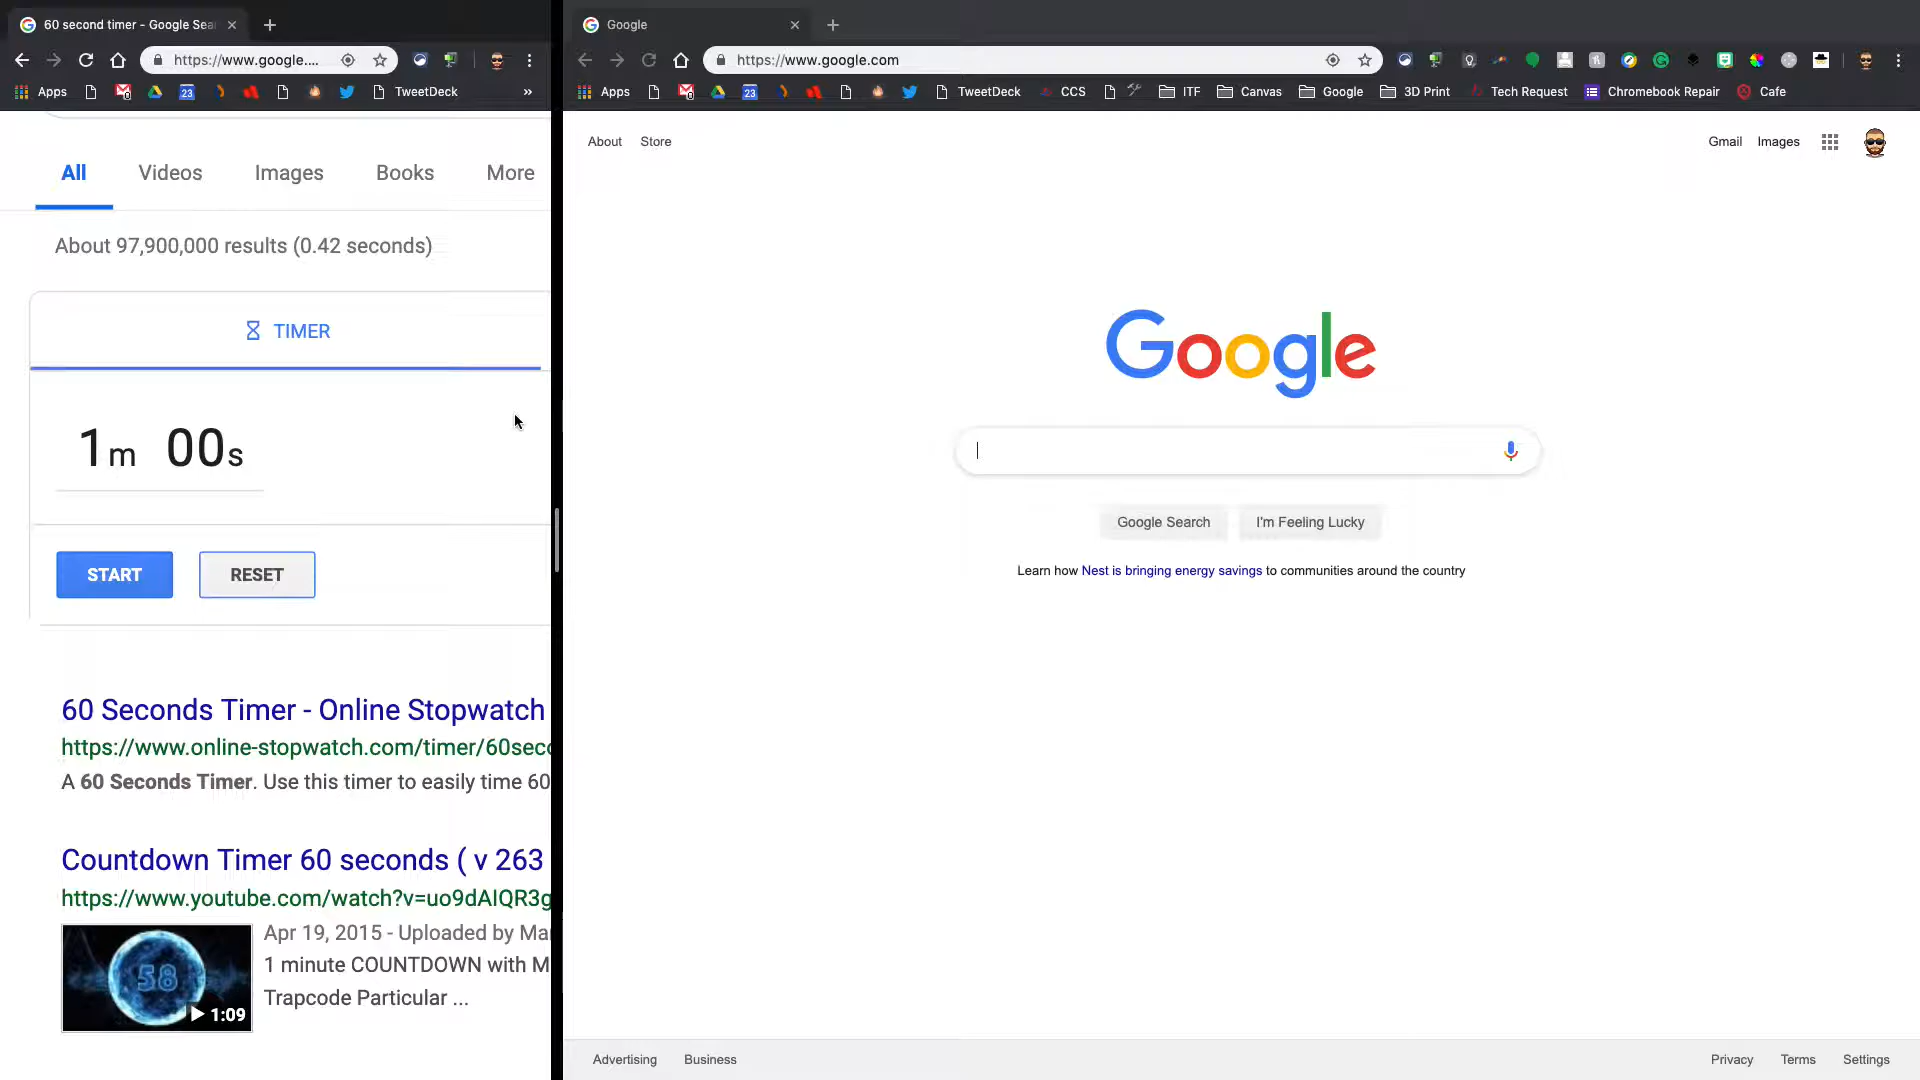 60 second timer - Google Sea
https://www.google....
Apps
0
23
TweetDeck
»
All
Videos
Images
Books
More
About 97,900,000 results (0.42 seconds)
TIMER
1m 00s
START
RESET
60 Seconds Timer - Online Stopwatch
https://www.online-stopwatch.com/timer/60seco
A 60 Seconds Timer. Use this timer to easily time 60
Countdown Timer 60 seconds ( v 263
https://www.youtube.com/watch?v=uo9dAIQR3g
58
1:09
Apr 19, 2015 - Uploaded by Mar
1 minute COUNTDOWN with M
Trapcode Particular ...
Google
https://www.google.com
Apps
0
23
TweetDeck
CCS
ITF
Canvas
Google
3D Print
Tech Request
Chromebook Repair
Cafe
About
Store
Gmail
Images
Google
Google Search
I'm Feeling Lucky
Learn how Nest is bringing energy savings to communities around the country
Advertising
Business
Privacy
Terms
Settings